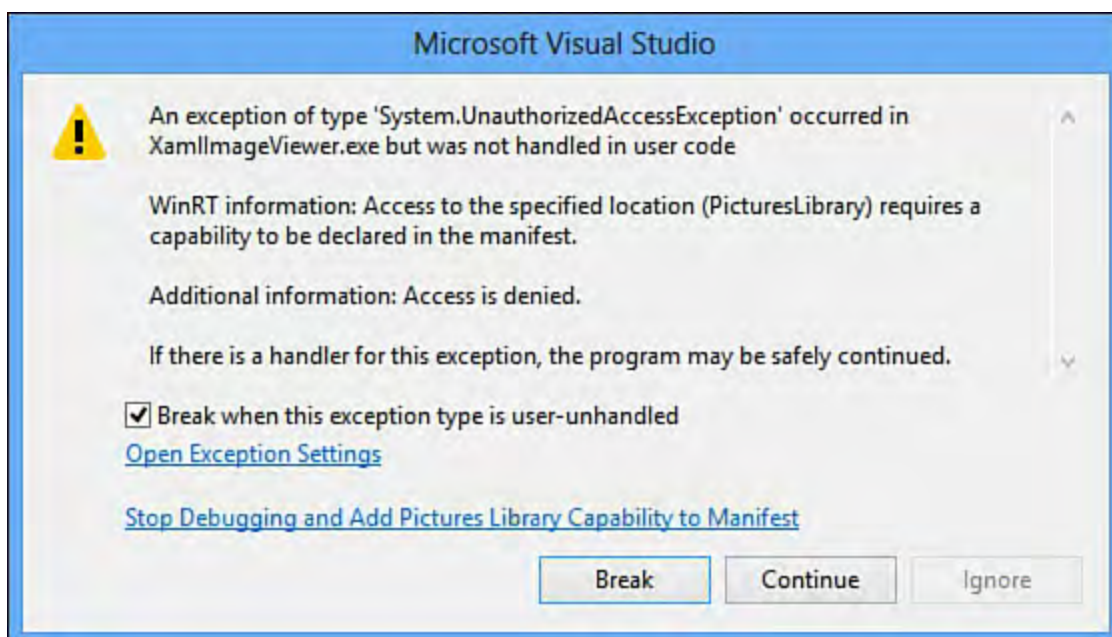 Microsoft Visual Studio
An exception of type 'System.UnauthorizedAccessException' occurred in
XamlImageViewer.exe but was not handled in user code
WinRT information: Access to the specified location (PicturesLibrary) requires a
capability to be declared in the manifest.
Additional information: Access is denied.
If there is a handler for this exception, the program may be safely continued.
Break when this exception type is user-unhandled
Open Exception Settings
Stop Debugging and Add Pictures Library Capability to Manifest
Break Continue Ignore